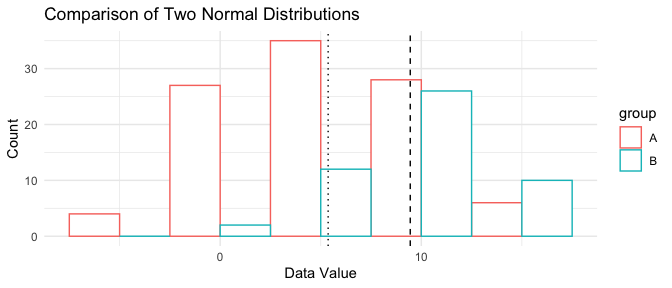 Comparison of Two Normal Distributions
30
20
10
0
Count
0 10
Data Value
group
A
B